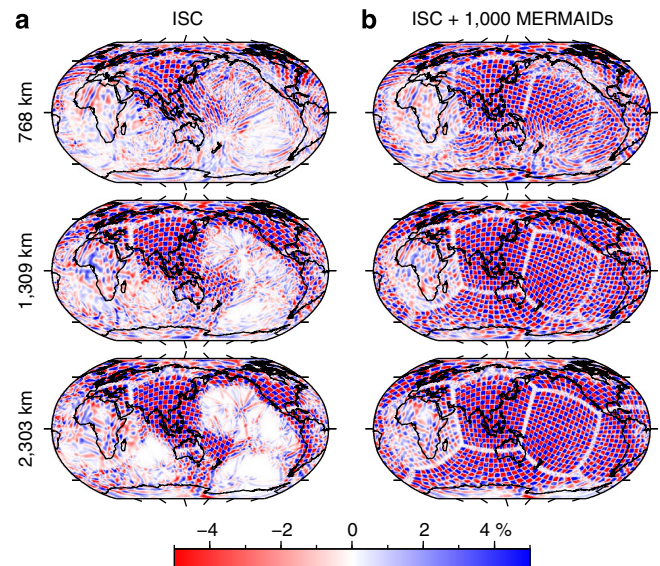 a ISC b ISC + 1,000 MERMAIDs
768 km
1,309 km
2,303 km
−4 −2 0 2 4 %